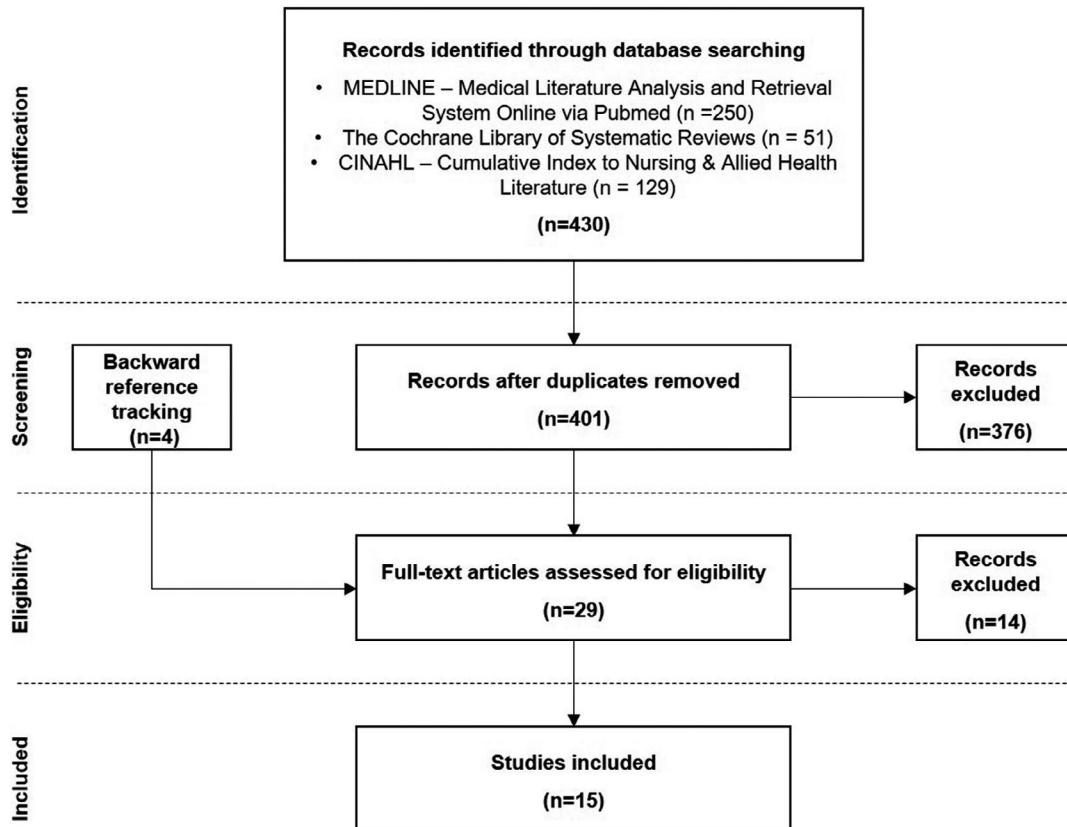 Identification
Records identified through database searching
• MEDLINE – Medical Literature Analysis and Retrieval
System Online via Pubmed (n =250)
• The Cochrane Library of Systematic Reviews (n = 51)
• CINAHL – Cumulative Index to Nursing & Allied Health
Literature (n = 129)
(n=430)
Screening
Backward
reference
tracking
(n=4)
Records after duplicates removed
(n=401)
Records
excluded
(n=376)
Eligibility
Full-text articles assessed for eligibility
(n=29)
Records
excluded
(n=14)
Included
Studies included
(n=15)